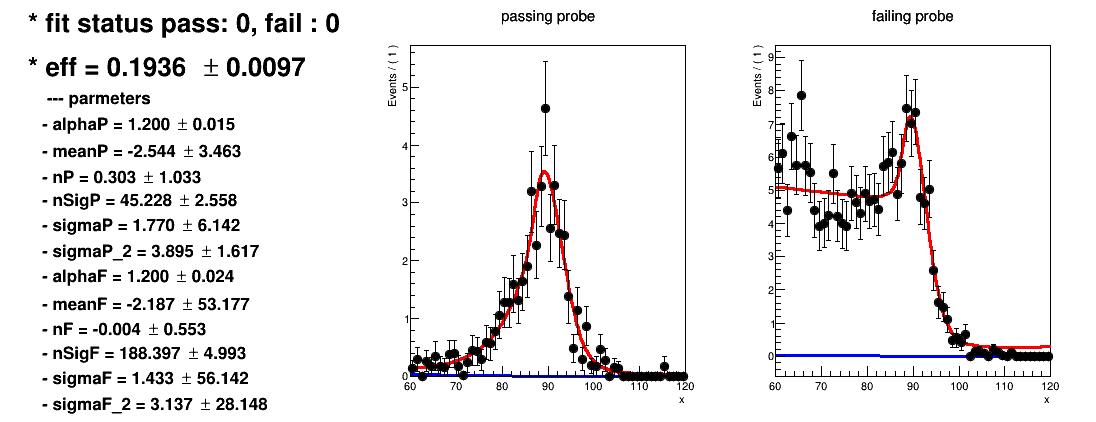 * fit status pass: 0, fail : 0
* eff = 0.1936 ± 0.0097
--- parmeters
- alphaP = 1.200 ± 0.015
- meanP = -2.544 ± 3.463
- nP = 0.303 ± 1.033
- nSigP = 45.228 ± 2.558
- sigmaP = 1.770 ± 6.142
- sigmaP_2 = 3.895 ± 1.617
- alphaF = 1.200 ± 0.024
- meanF = -2.187 ± 53.177
- nF = -0.004 ± 0.553
- nSigF = 188.397 ± 4.993
- sigmaF = 1.433 ± 56.142
- sigmaF_2 = 3.137 ± 28.148
passing probe
Events / ( 1 )
5
4
3
2
1
0
60 70 80 90 100 110 120
x
failing probe
Events / ( 1 )
9
8
7
6
5
4
3
2
1
0
60 70 80 90 100 110 120
x